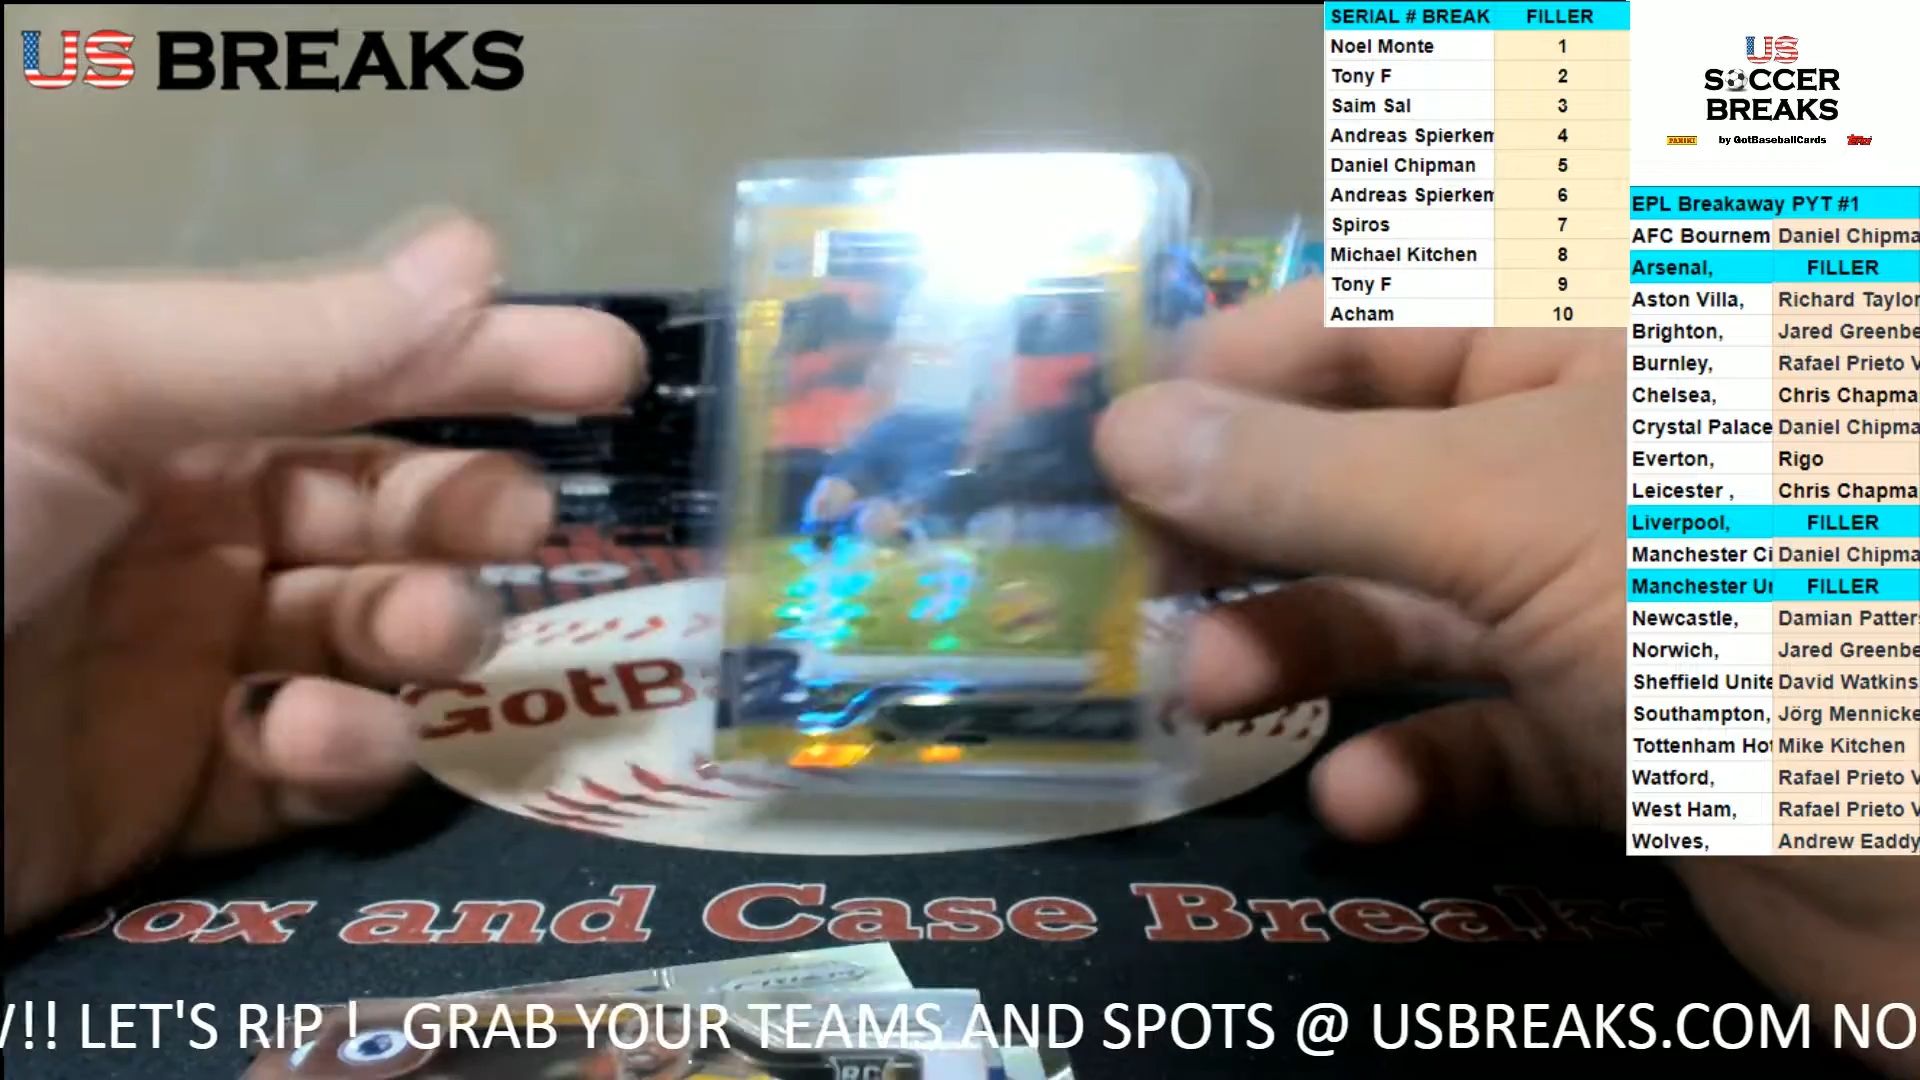 US BREAKS
SERIAL # BREAK FILLER
Noel Monte 1
Tony F 2
Saim Sal 3
Andreas Spierken 4
Daniel Chipman 5
Andreas Spierken 6
Spiros 7
Michael Kitchen 8
Tony F 9
Acham 10
US
SOCCER
BREAKS
PANINI by GotBaseballCards Topps
EPL Breakaway PYT #1
AFC Bournem Daniel Chipma
Arsenal, FILLER
Aston Villa, Richard Taylor
Brighton, Jared Greenbe
Burnley, Rafael Prieto V
Chelsea, Chris Chapma
Crystal Palace Daniel Chipma
Everton, Rigo
Leicester , Chris Chapma
Liverpool, FILLER
Manchester Ci Daniel Chipma
Manchester Un FILLER
Newcastle, Damian Patters
Norwich, Jared Greenbe
Sheffield Unite David Watkins
Southampton, Jörg Mennicke
Tottenham Hot Mike Kitchen
Watford, Rafael Prieto V
West Ham, Rafael Prieto V
Wolves, Andrew Eaddy
GotB
Box and Case Breaks
!! LET'S RIP ! GRAB YOUR TEAMS AND SPOTS @ USBREAKS.COM NO
RC